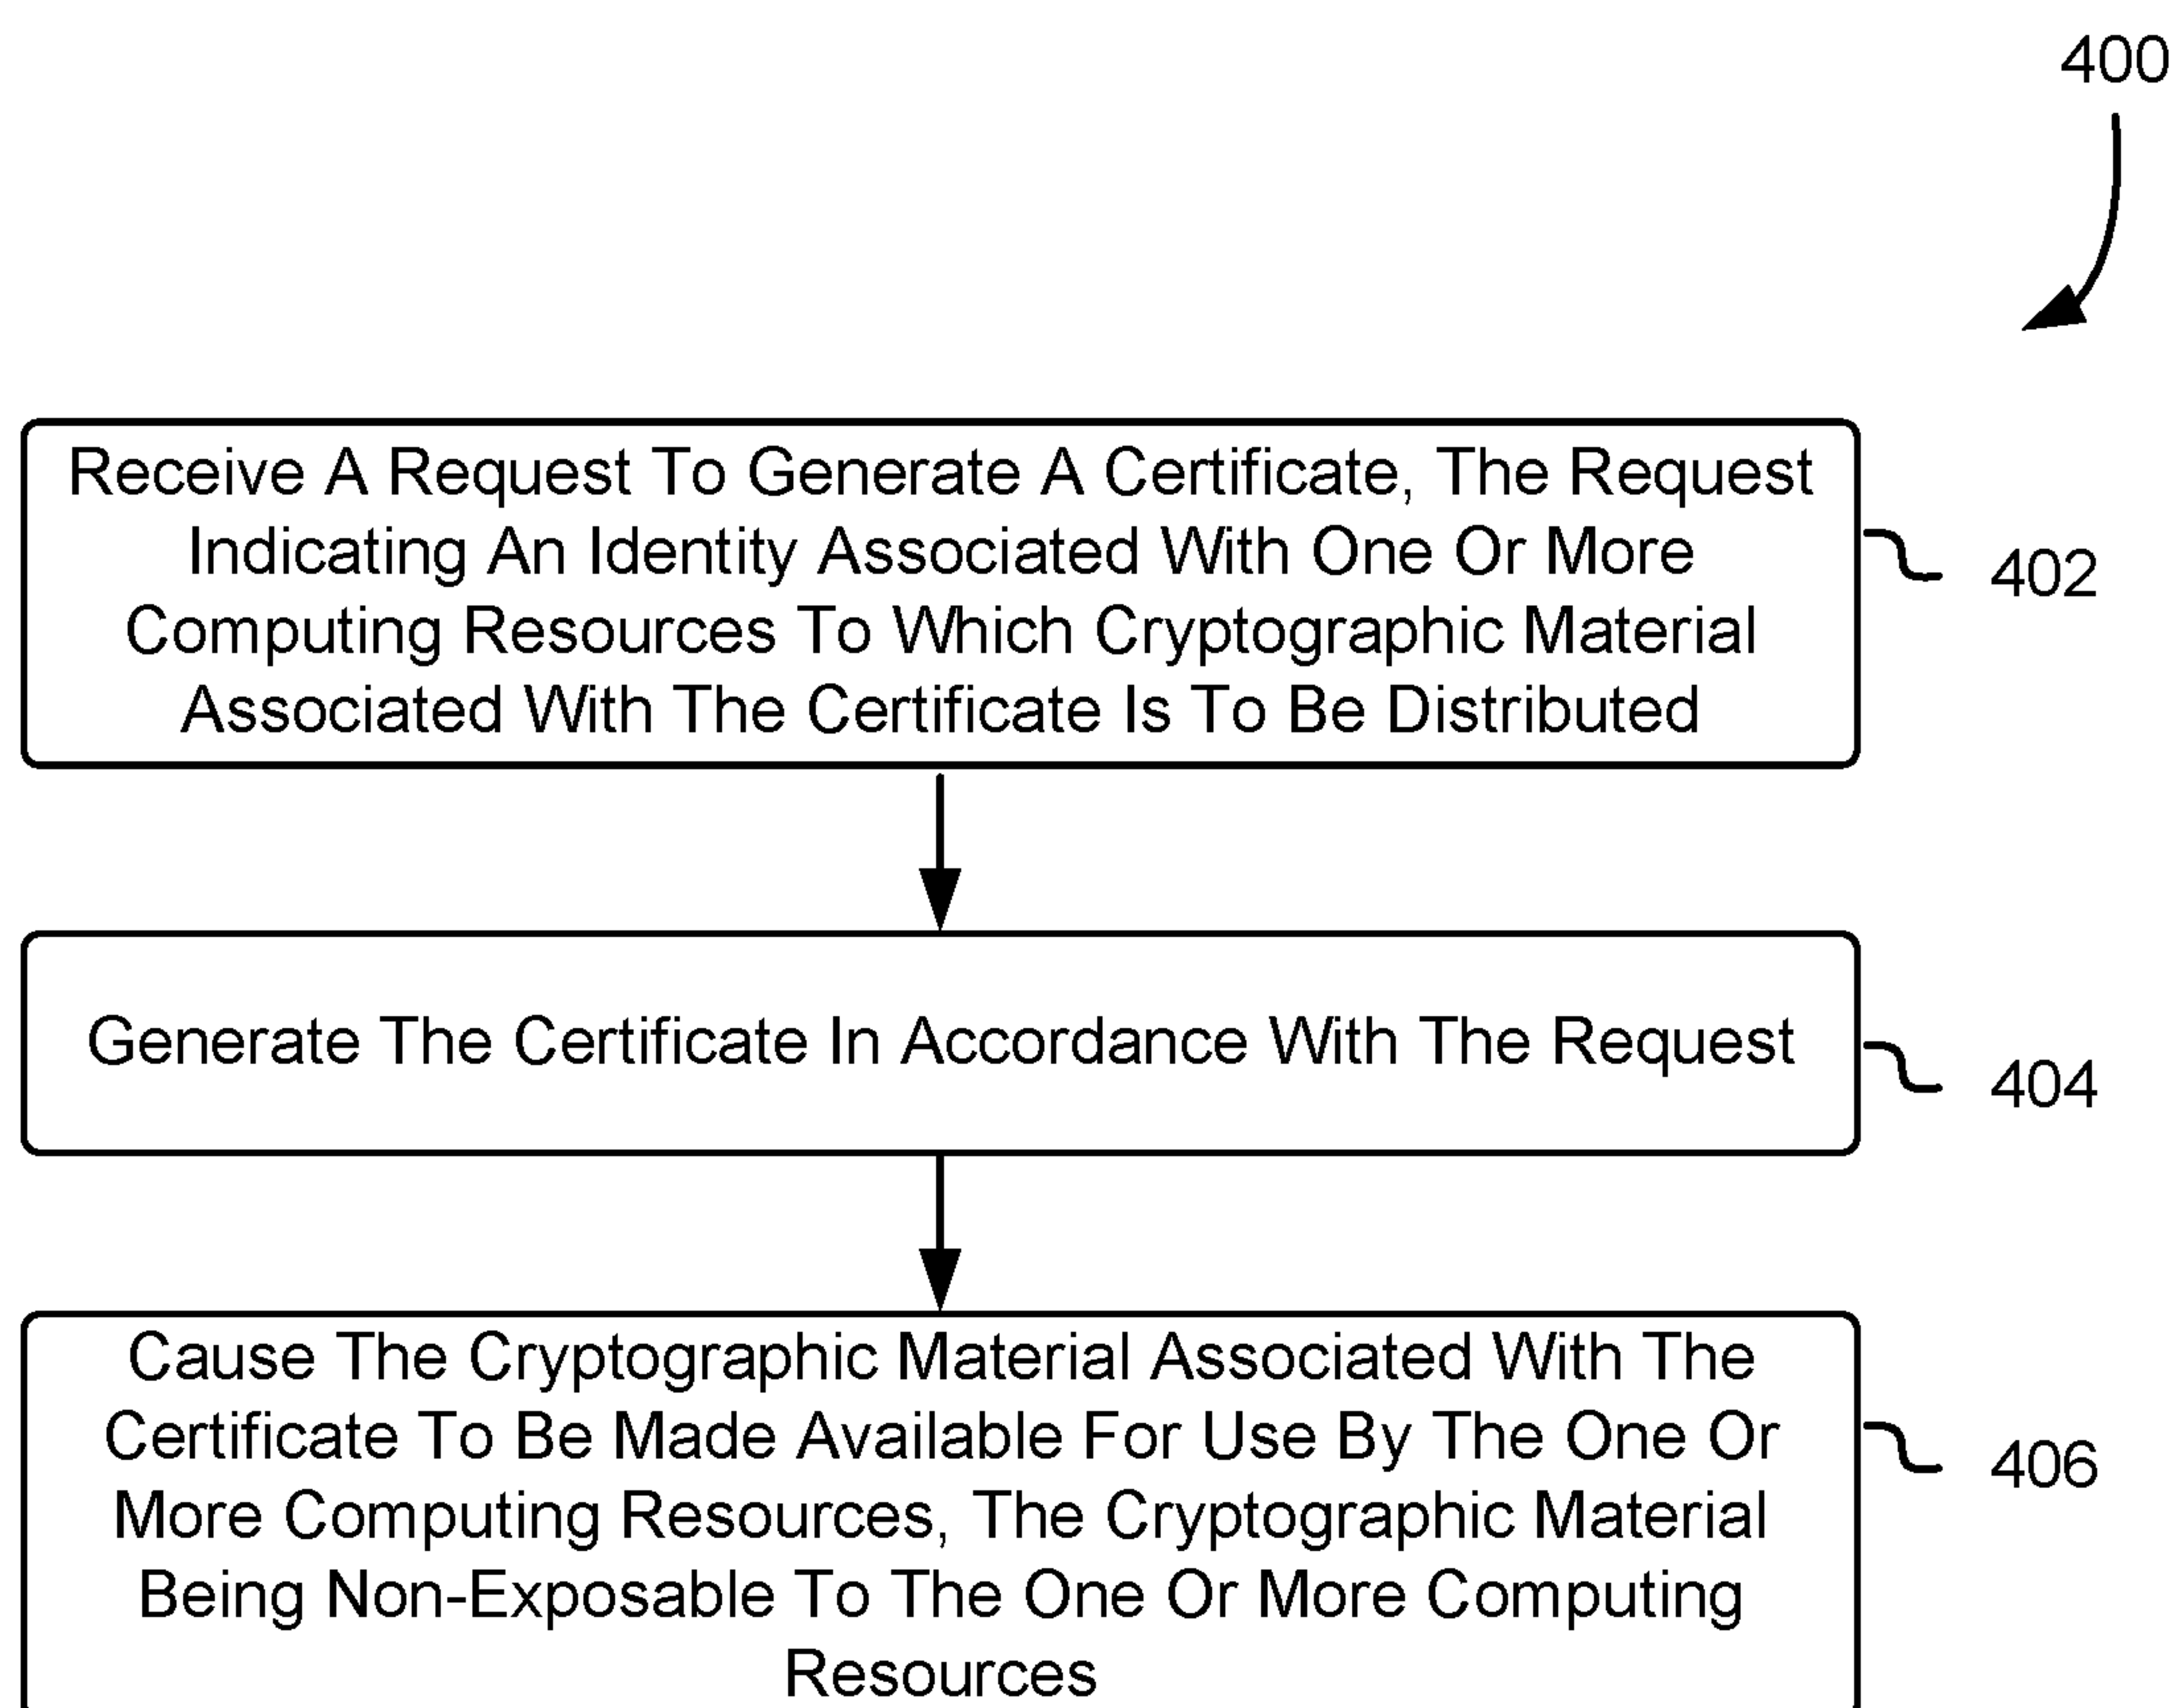 400
Receive A Request To Generate A Certificate, The Request
Indicating An Identity Associated With One Or More
Computing Resources To Which Cryptographic Material
Associated With The Certificate Is To Be Distributed
402
Generate The Certificate In Accordance With The Request
404
Cause The Cryptographic Material Associated With The
Certificate To Be Made Available For Use By The One Or
More Computing Resources, The Cryptographic Material
Being Non-Exposable To The One Or More Computing
Resources
406